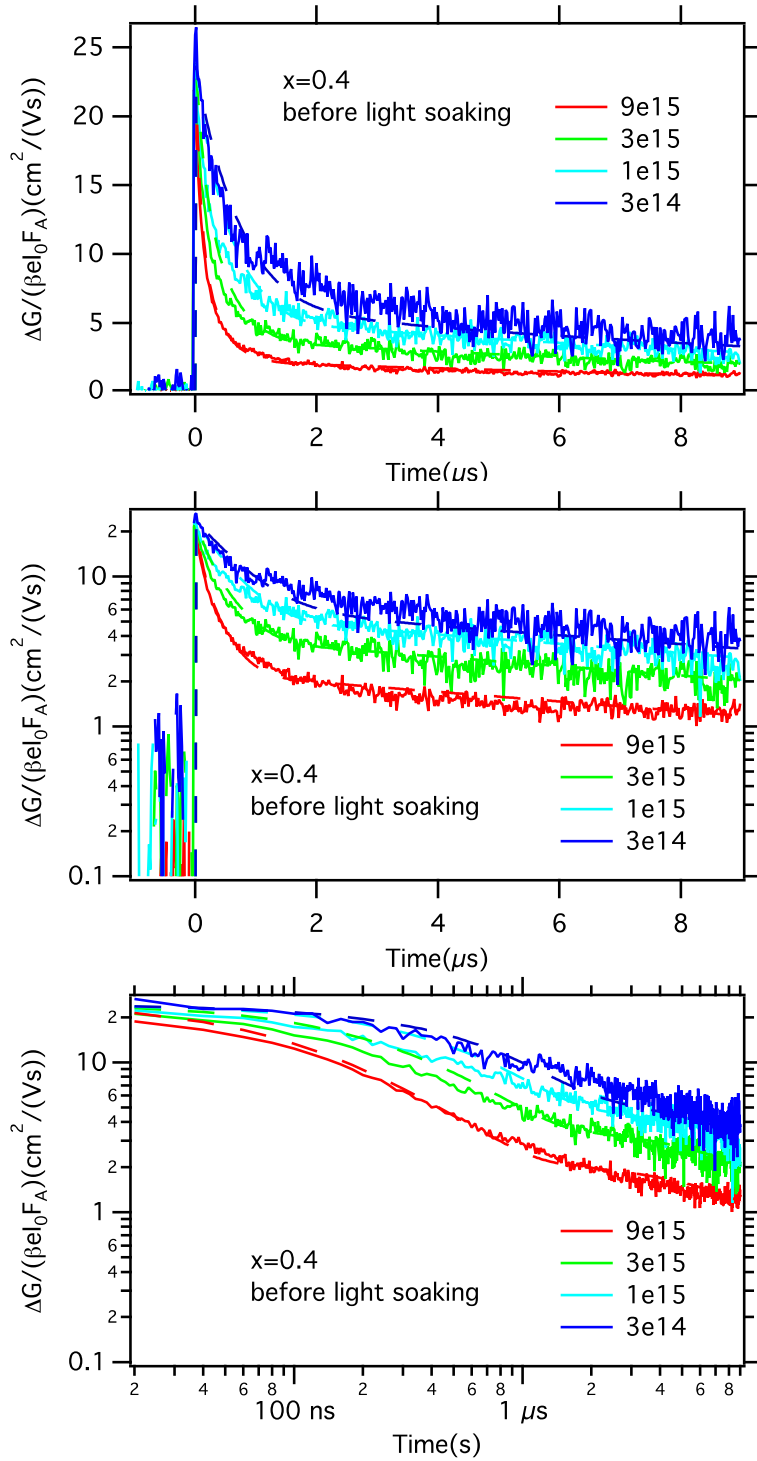 25
20
15
10
5
0
ΔG/(βeI₀F_A)(cm²/(Vs))
x=0.4
before light soaking
9e15
3e15
1e15
3e14
0 2 4 6 8
Time(µs)
2
10
8
6
4
2
1
8
6
4
2
0.1
ΔG/(βeI₀F_A)(cm²/(Vs))
9e15
3e15
1e15
3e14
x=0.4
before light soaking
0 2 4 6 8
Time(µs)
2
10
8
6
4
2
1
8
6
4
2
0.1
ΔG/(βeI₀F_A)(cm²/(Vs))
9e15
3e15
1e15
3e14
x=0.4
before light soaking
2 4 6 8 2 4 6 8 2 4 6 8
100 ns 1 µs
Time(s)